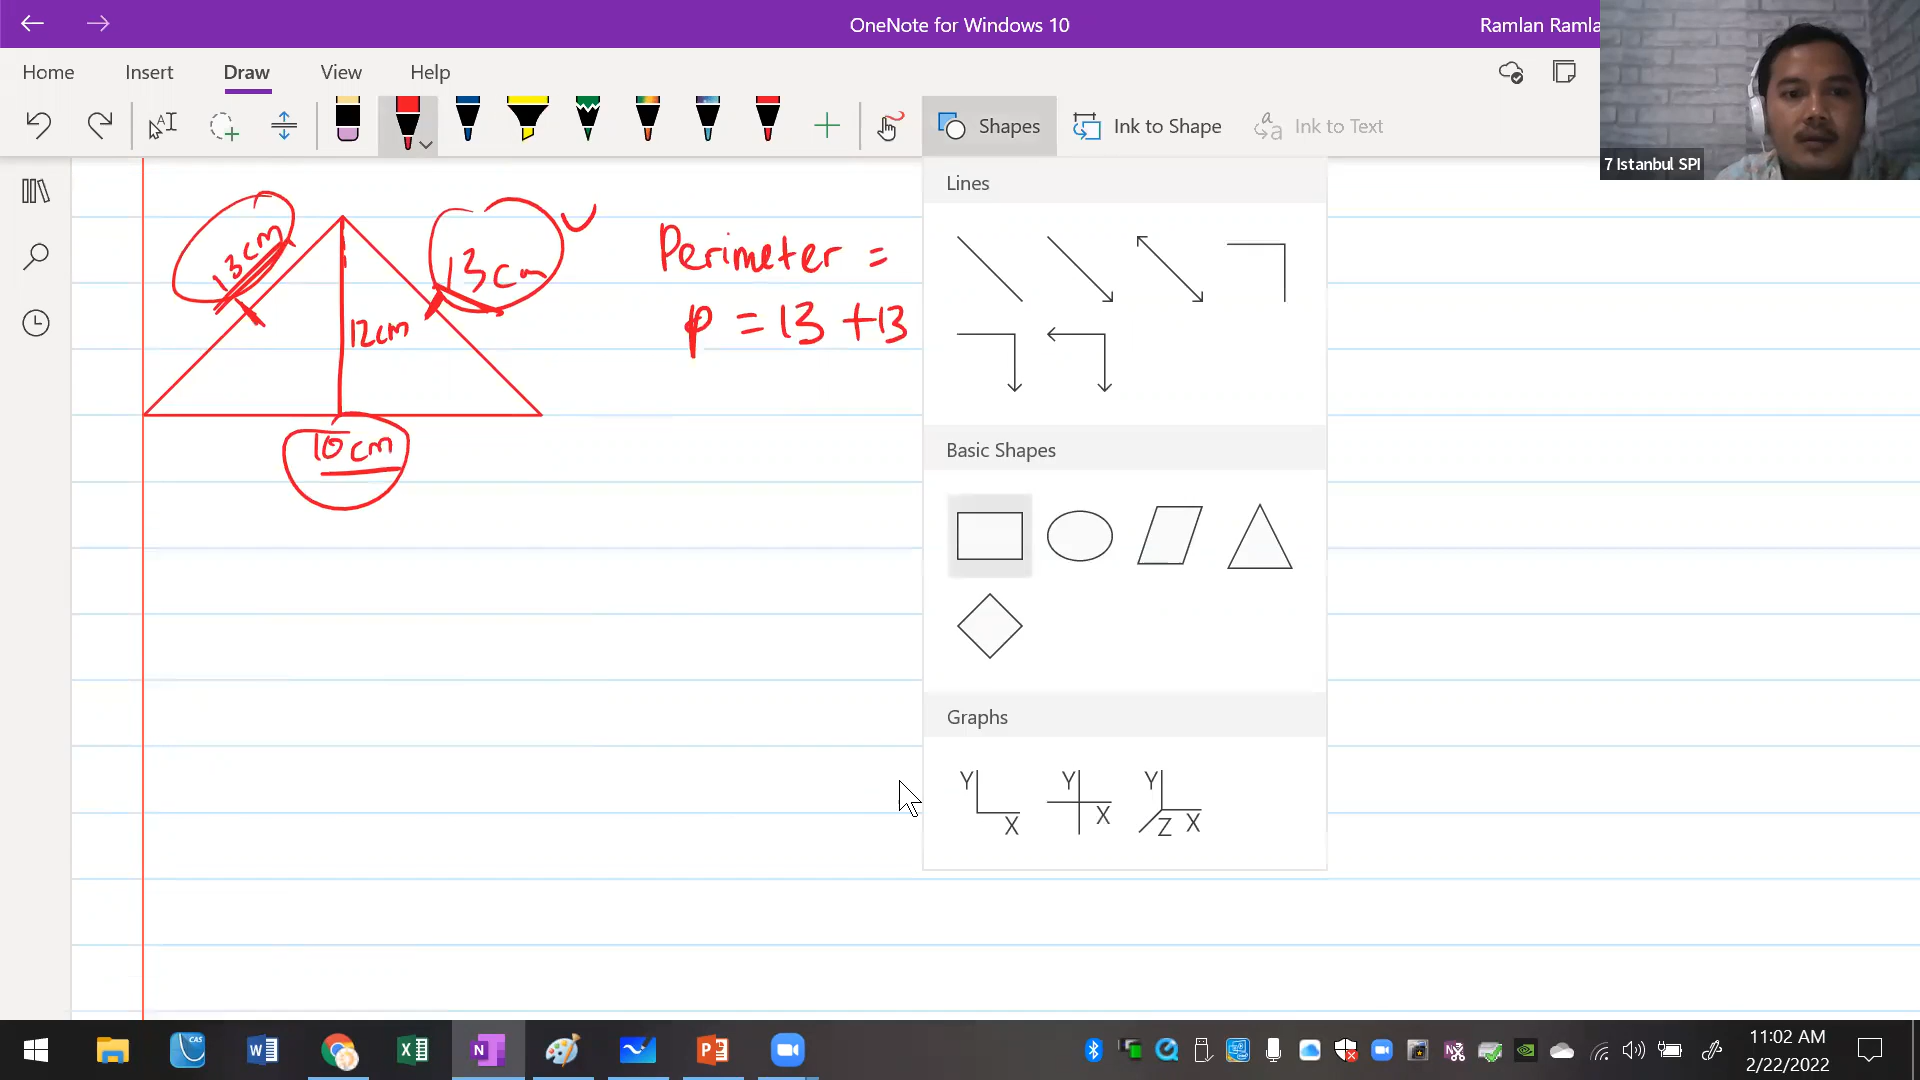 OneNote for Windows 10
Ramlan Ramla
Home Insert Draw View Help
Shapes Ink to Shape Ink to Text
7 Istanbul SPI
Lines
Basic Shapes
Graphs
Y X
Y X
Y Z X
13cm
13cm
12cm
10cm
Perimeter =
P = 13 +13
11:02 AM
2/22/2022